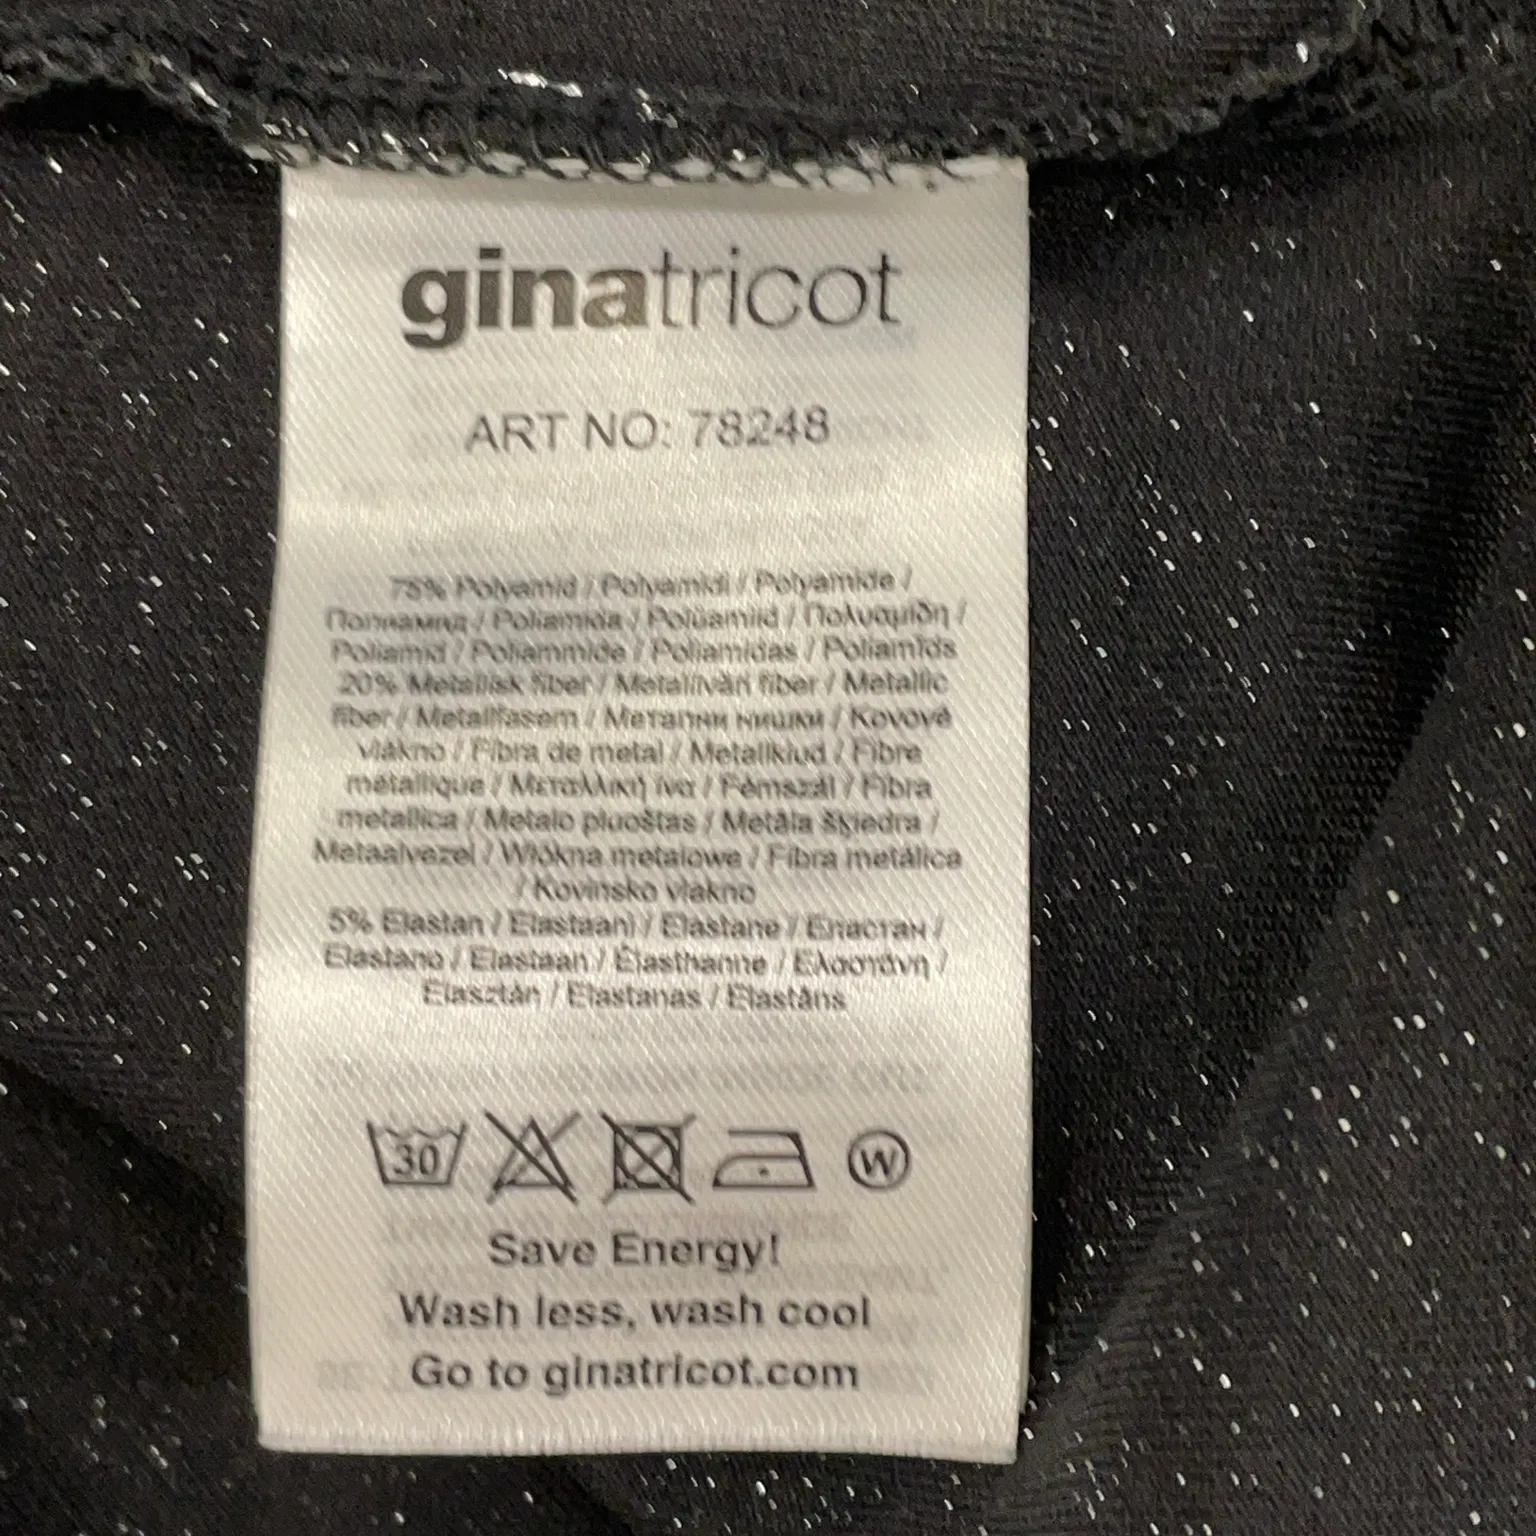 ginatricot
ART NO: 78248
75% Polyamid / Polyamidi / Polyamide /
Полиамид / Poliamida / Polüamiid / Πολυαμίδη /
Poliamid / Poliammide / Poliamidas / Poliamīds
20% Metallisk fiber / Metalliväri fiber / Metallic
fiber / Metallfasern / Метални нишки / Kovové
vlákno / Fibra de metal / Metallkiud / Fibre
métallique / Μεταλλική ίνα / Fémszál / Fibra
metallica / Metalo pluoštas / Metāla šķiedra /
Metaalvezel / Włókna metalowe / Fibra metálica
/ Kovinsko vlakno
5% Elastan / Elastaani / Elastane / Еластан /
Elastano / Elastaan / Élasthanne / Ελαστάνη /
Elasztán / Elastanas / Elastāns
30 W
Save Energy!
Wash less, wash cool
Go to ginatricot.com